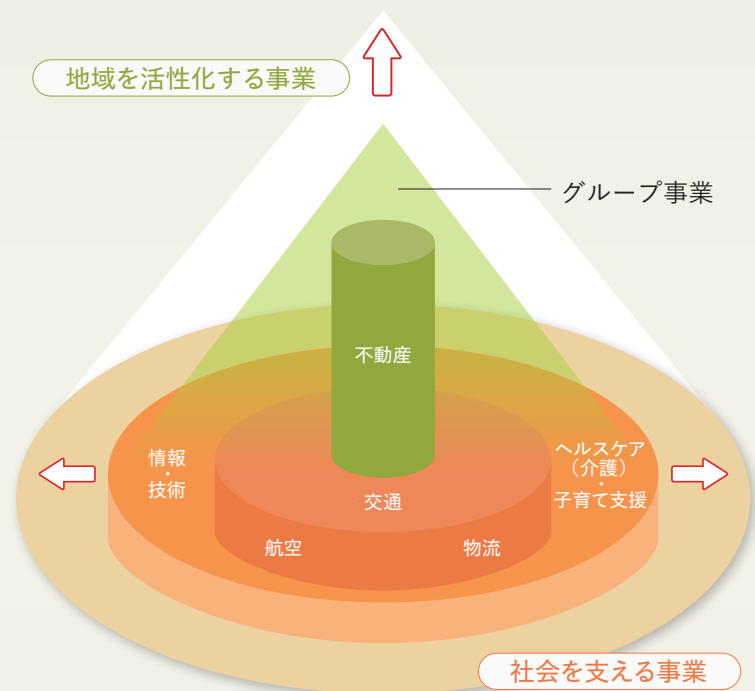 地域を活性化する事業
グループ事業
不動産
情報
・
技術
ヘルスケア
（介護）
・
子育て支援
交通
航空
物流
社会を支える事業